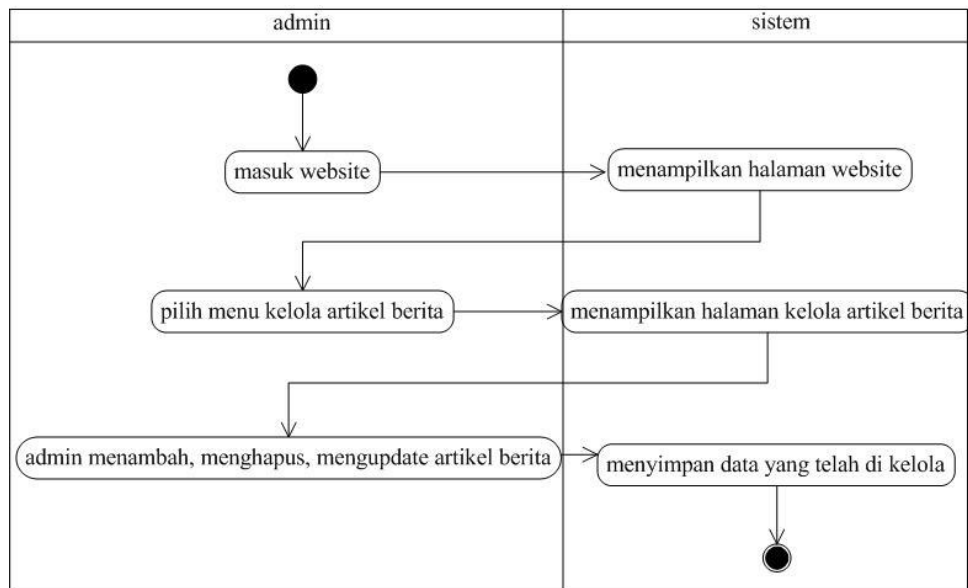 admin
sistem
masuk website
menampilkan halaman website
pilih menu kelola artikel berita
menampilkan halaman kelola artikel berita
admin menambah, menghapus, mengupdate artikel berita
menyimpan data yang telah di kelola